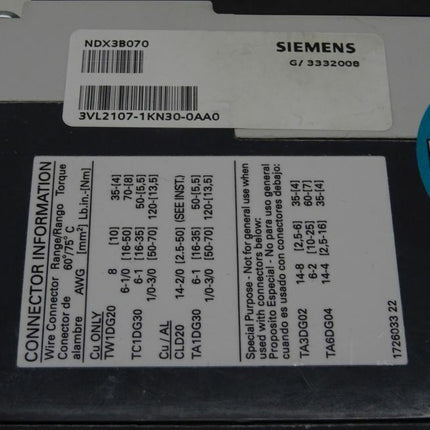 NDX3B070
SIEMENS
G/ 3332008
3VL2107-1KN30-0AA0
CONNECTOR INFORMATION
Wire Connector Range/Rango Torque
Conector de 60°/75° C
alambre AWG [mm²] Lb.in.-[Nm]
Cu ONLY
TW1DG20 8 [10] 35-[4]
6-1/0 [16-50] 70-[8]
TC1DG30 6-1 [16-35] 50-[5,5]
1/0-3/0 [50-70] 120-[13,5]
Cu / AL
CLD20 14-2/0 [2.5-50] (SEE INST.)
TA1DG30 6-1 [16-35] 50-[5,5]
1/0-3/0 [50-70] 120-[13,5]
Special Purpose - Not for general use when
used with connectors below:
Proposito Especial - No para uso general
cuando es usado con conectores debajo:
TA3DG02 14-8 [2.5-6] 35-[4]
6-2 [10-25] 60-[7]
TA6DG04 14-4 [2.5-16] 35-[4]
1726033 22